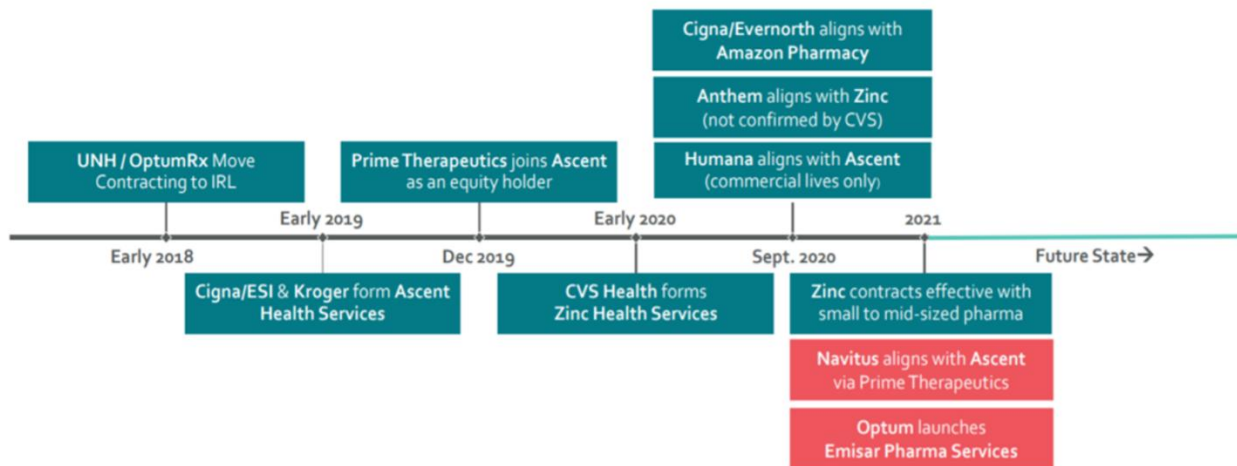 Cigna/Evernorth aligns with
Amazon Pharmacy
Anthem aligns with Zinc
(not confirmed by CVS)
UNH / OptumRx Move
Contracting to IRL
Prime Therapeutics joins Ascent
as an equity holder
Humana aligns with Ascent
(commercial lives only)
Early 2019
Early 2020
2021
Early 2018
Dec 2019
Sept. 2020
Future State→
Cigna/ESI & Kroger form Ascent
Health Services
CVS Health forms
Zinc Health Services
Zinc contracts effective with
small to mid-sized pharma
Navitus aligns with Ascent
via Prime Therapeutics
Optum launches
Emisar Pharma Services